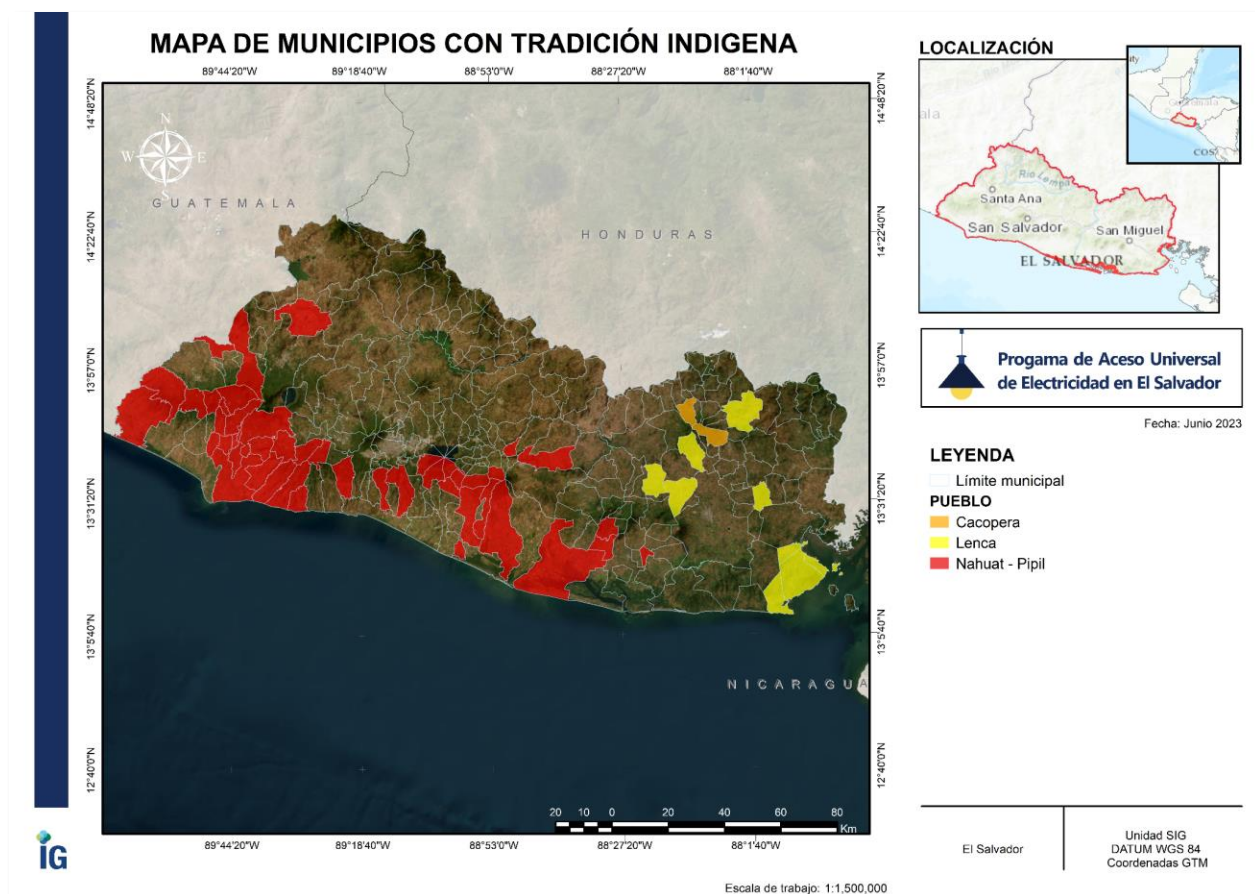 MAPA DE MUNICIPIOS CON TRADICIÓN INDIGENA
89°44'20"W 89°18'40"W 88°53'0"W 88°27'20"W 88°1'40"W
14°48'20"N
14°48'20"N
N
W E
S
GUATEMALA
HONDURAS
14°22'40"N
14°22'40"N
13°57'0"N
13°57'0"N
13°31'20"N
13°31'20"N
13°5'40"N
13°5'40"N
NICARAGUA
12°40'0"N
12°40'0"N
20 10 0 20 40 60 80
Km
89°44'20"W 89°18'40"W 88°53'0"W 88°27'20"W 88°1'40"W
Escala de trabajo: 1:1,500,000
LOCALIZACIÓN
ala
Guatemala
COS
Río Lempa
Santa Ana
San Salvador
San Miguel
EL SALVADOR
Progama de Aceso Universal
de Electricidad en El Salvador
Fecha: Junio 2023
LEYENDA
Límite municipal
PUEBLO
Cacopera
Lenca
Nahuat - Pipil
El Salvador
Unidad SIG
DATUM WGS 84
Coordenadas GTM
IG